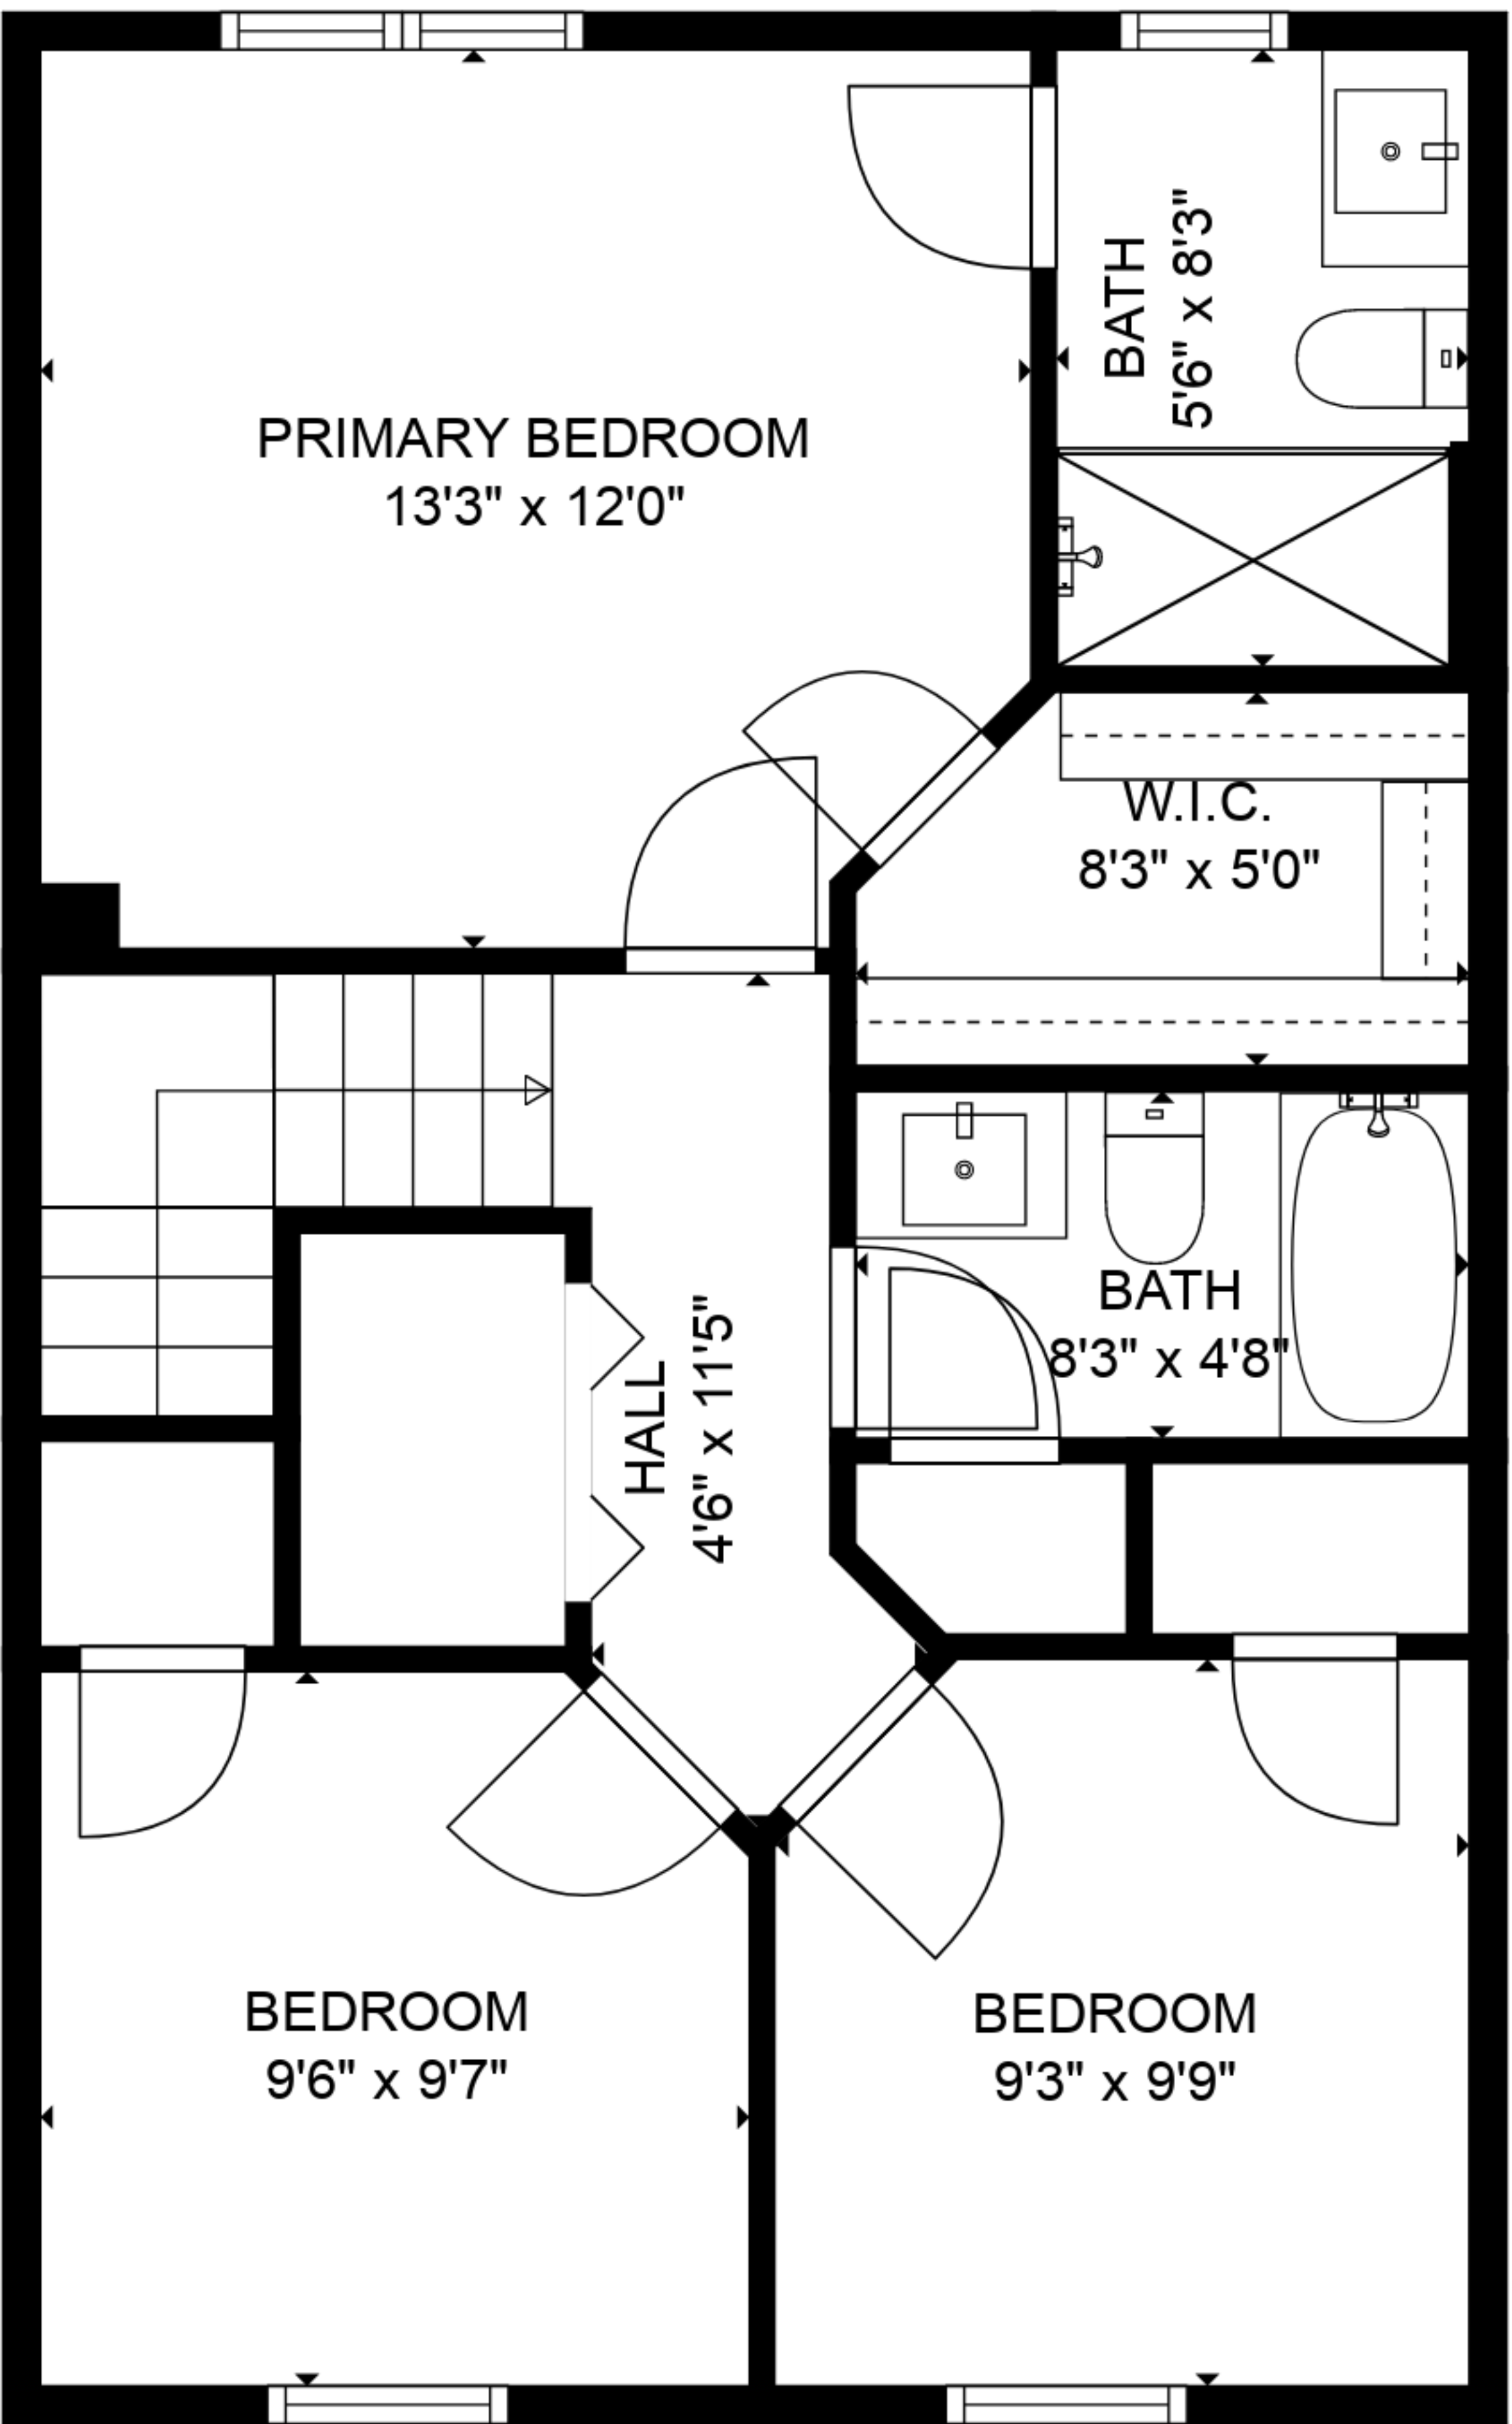 BATH
5'6" x 8'3"
PRIMARY BEDROOM
13'3" x 12'0"
W.I.C.
8'3" x 5'0"
BATH
8'3" x 4'8"
HALL
4'6" x 11'5"
BEDROOM
9'6" x 9'7"
BEDROOM
9'3" x 9'9"